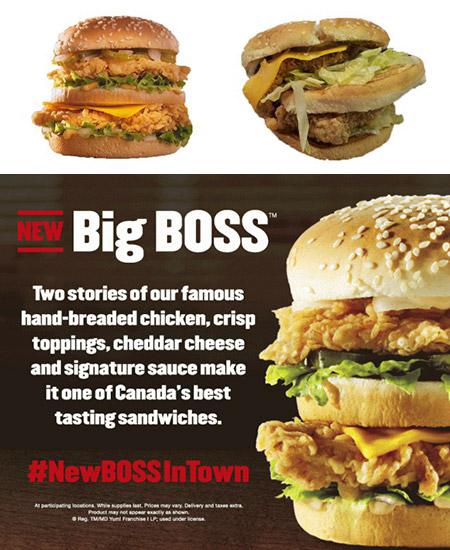 NEW Big BOSS™
Two stories of our famous
hand-breaded chicken, crisp
toppings, cheddar cheese
and signature sauce make
it one of Canada's best
tasting sandwiches.
#NewBOSSInTown
At participating locations. While supplies last. Prices may vary. Delivery and taxes extra.
Product may not appear exactly as shown.
® Reg. TM/MD Yum! Franchise I LP; used under license.